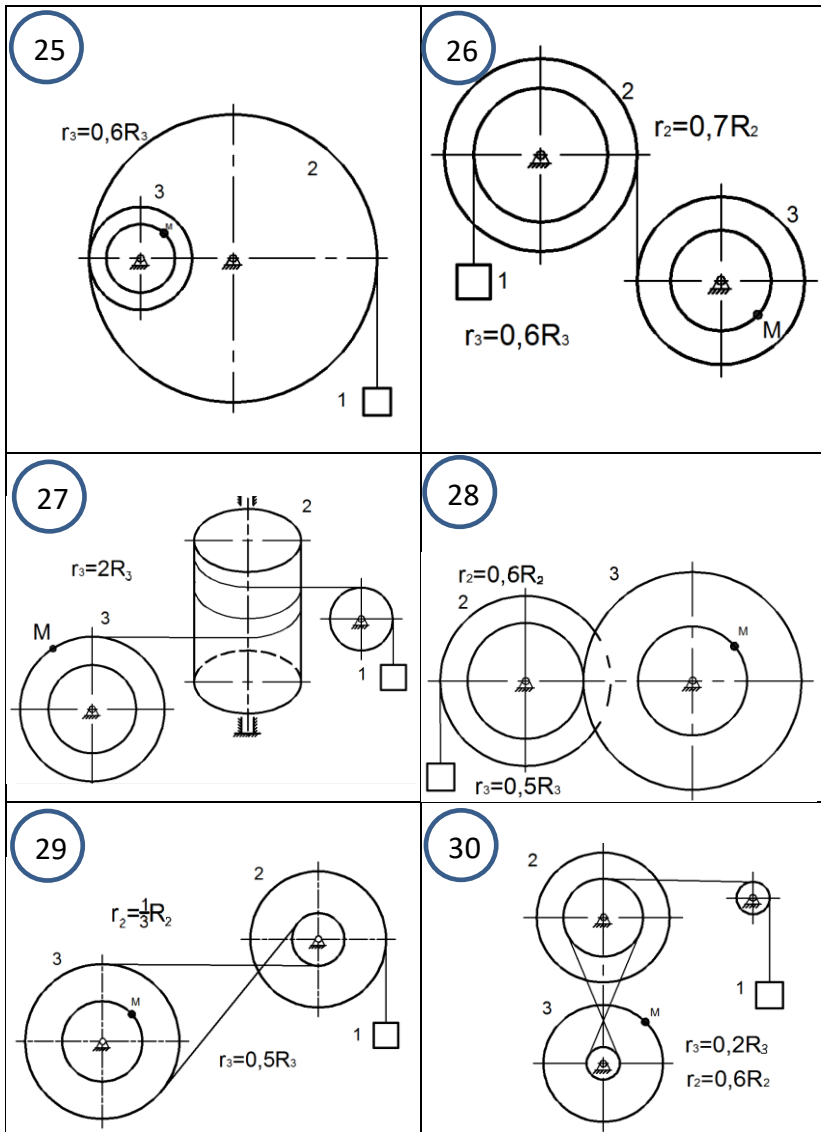 25
r₃=0,6R₃
2
3
M
1
26
2
r₂=0,7R₂
3
1
r₃=0,6R₃
M
27
2
r₃=2R₃
M
3
1
28
r₂=0,6R₂
3
2
M
r₃=0,5R₃
29
2
r₂=⅓R₂
3
M
1
r₃=0,5R₃
30
2
1
3
M
r₃=0,2R₃
r₂=0,6R₂